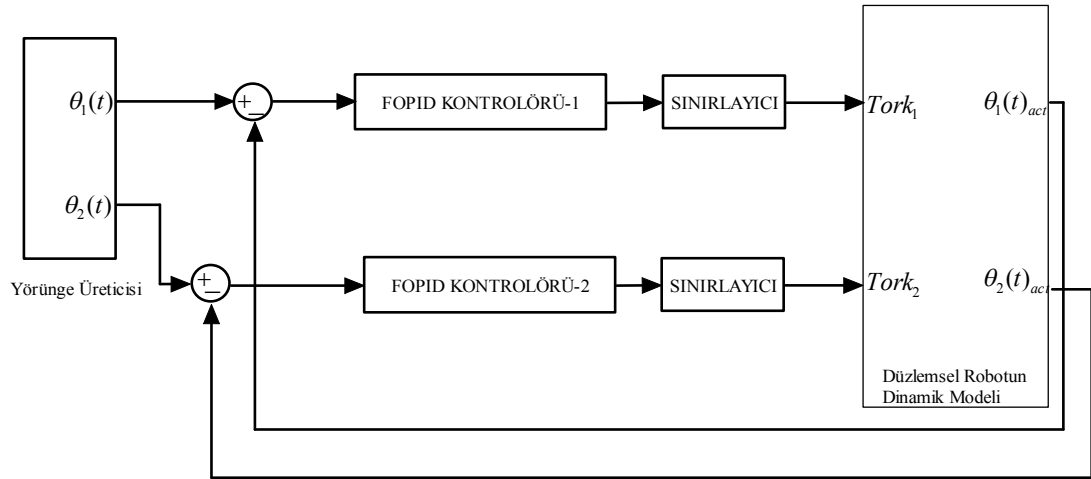 θ₁(t)
+
−
FOPID KONTROLÖRÜ-1
SINIRLAYICI
Tork₁
θ₁(t)act
θ₂(t)
+
−
FOPID KONTROLÖRÜ-2
SINIRLAYICI
Tork₂
θ₂(t)act
Yörünge Üreticisi
Düzlemsel Robotun
Dinamik Modeli